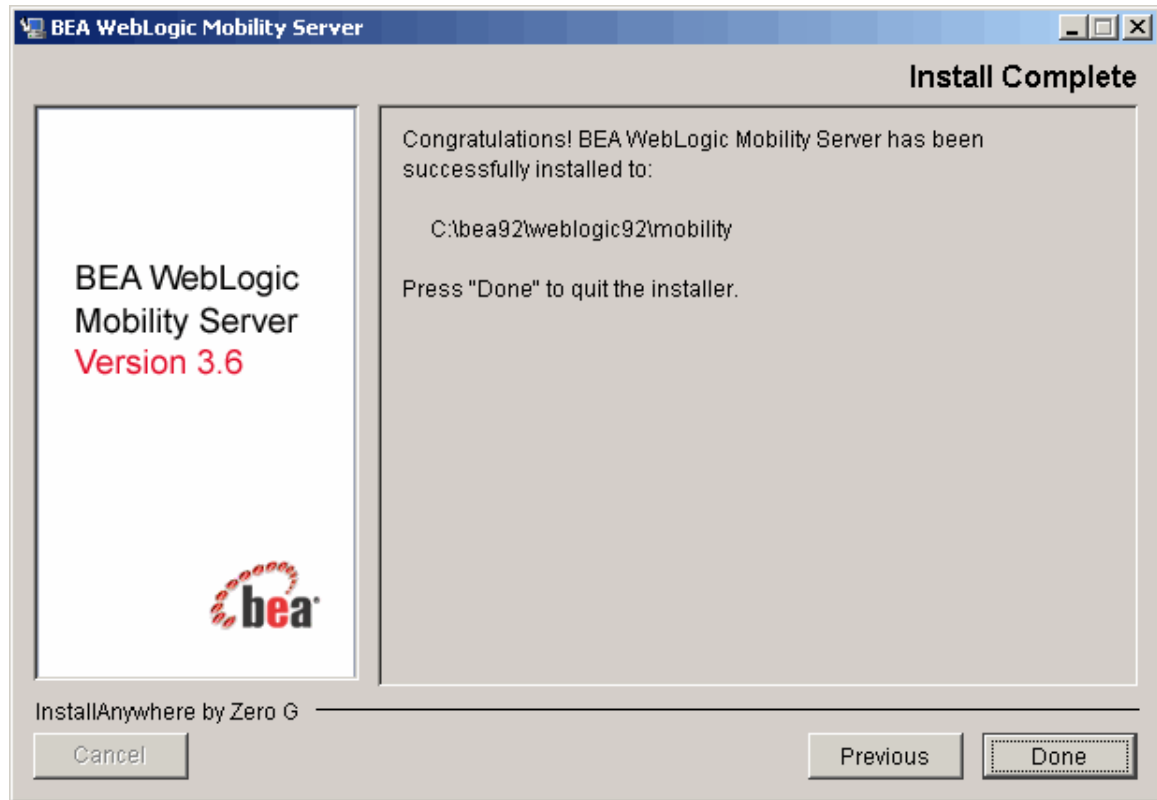 BEA WebLogic Mobility Server
Install Complete
BEA WebLogic
Mobility Server
Version 3.6
bea
Congratulations! BEA WebLogic Mobility Server has been
successfully installed to:
C:\bea92\weblogic92\mobility
Press "Done" to quit the installer.
InstallAnywhere by Zero G
Cancel
Previous
Done